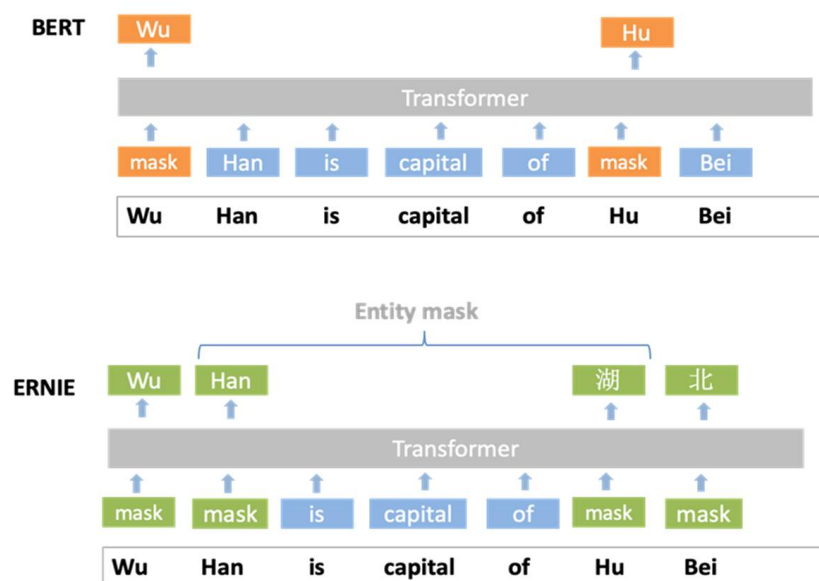 BERT
Wu Hu
Transformer
mask Han is capital of mask Bei
Wu Han is capital of Hu Bei
Entity mask
ERNIE
Wu Han 湖 北
Transformer
mask mask is capital of mask mask
Wu Han is capital of Hu Bei